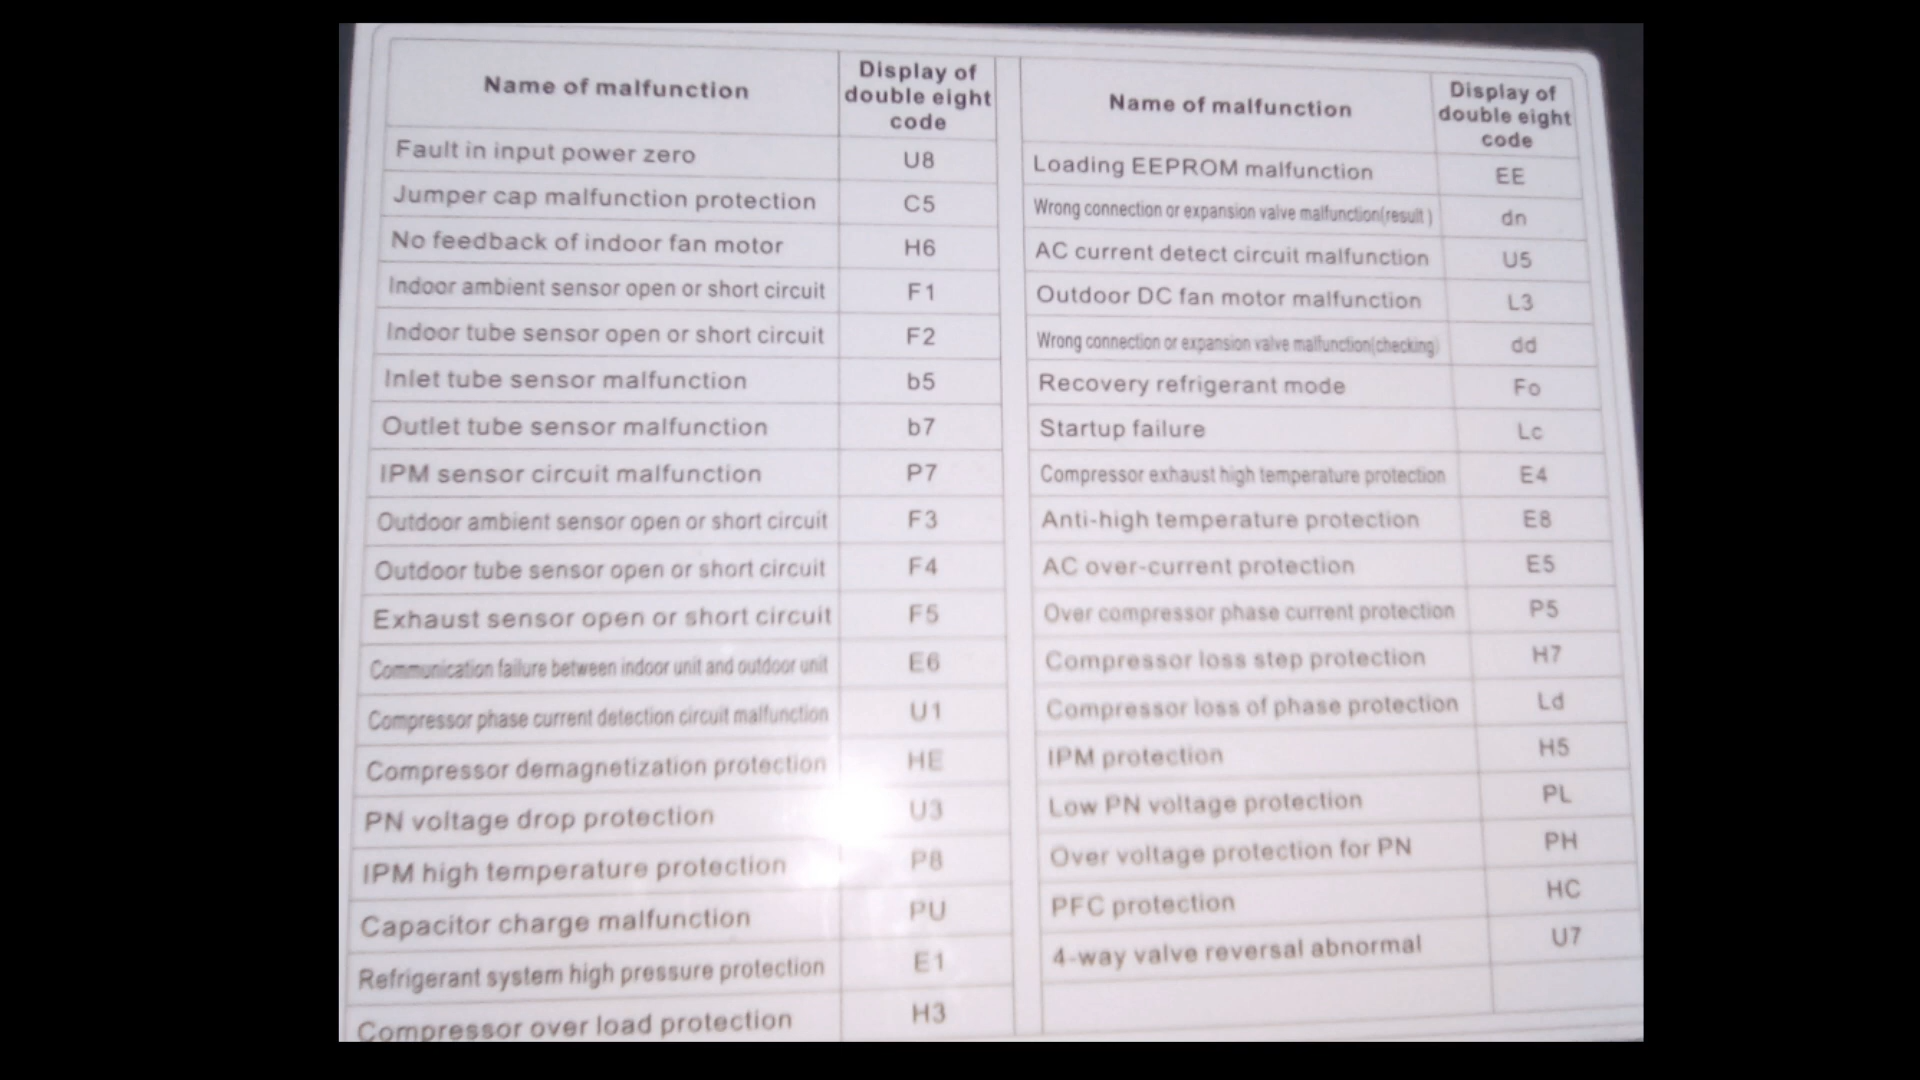 Name of malfunction Display of double eight code
Fault in input power zero U8
Jumper cap malfunction protection C5
No feedback of indoor fan motor H6
Indoor ambient sensor open or short circuit F1
Indoor tube sensor open or short circuit F2
Inlet tube sensor malfunction b5
Outlet tube sensor malfunction b7
IPM sensor circuit malfunction P7
Outdoor ambient sensor open or short circuit F3
Outdoor tube sensor open or short circuit F4
Exhaust sensor open or short circuit F5
Communication failure between indoor unit and outdoor unit E6
Compressor phase current detection circuit malfunction U1
Compressor demagnetization protection HE
PN voltage drop protection U3
IPM high temperature protection P8
Capacitor charge malfunction PU
Refrigerant system high pressure protection E1
Compressor over load protection H3
Name of malfunction Display of double eight code
Loading EEPROM malfunction EE
Wrong connection or expansion valve malfunction(result) dn
AC current detect circuit malfunction U5
Outdoor DC fan motor malfunction L3
Wrong connection or expansion valve malfunction(checking) dd
Recovery refrigerant mode Fo
Startup failure Lc
Compressor exhaust high temperature protection E4
Anti-high temperature protection E8
AC over-current protection E5
Over compressor phase current protection P5
Compressor loss step protection H7
Compressor loss of phase protection Ld
IPM protection H5
Low PN voltage protection PL
Over voltage protection for PN PH
PFC protection HC
4-way valve reversal abnormal U7